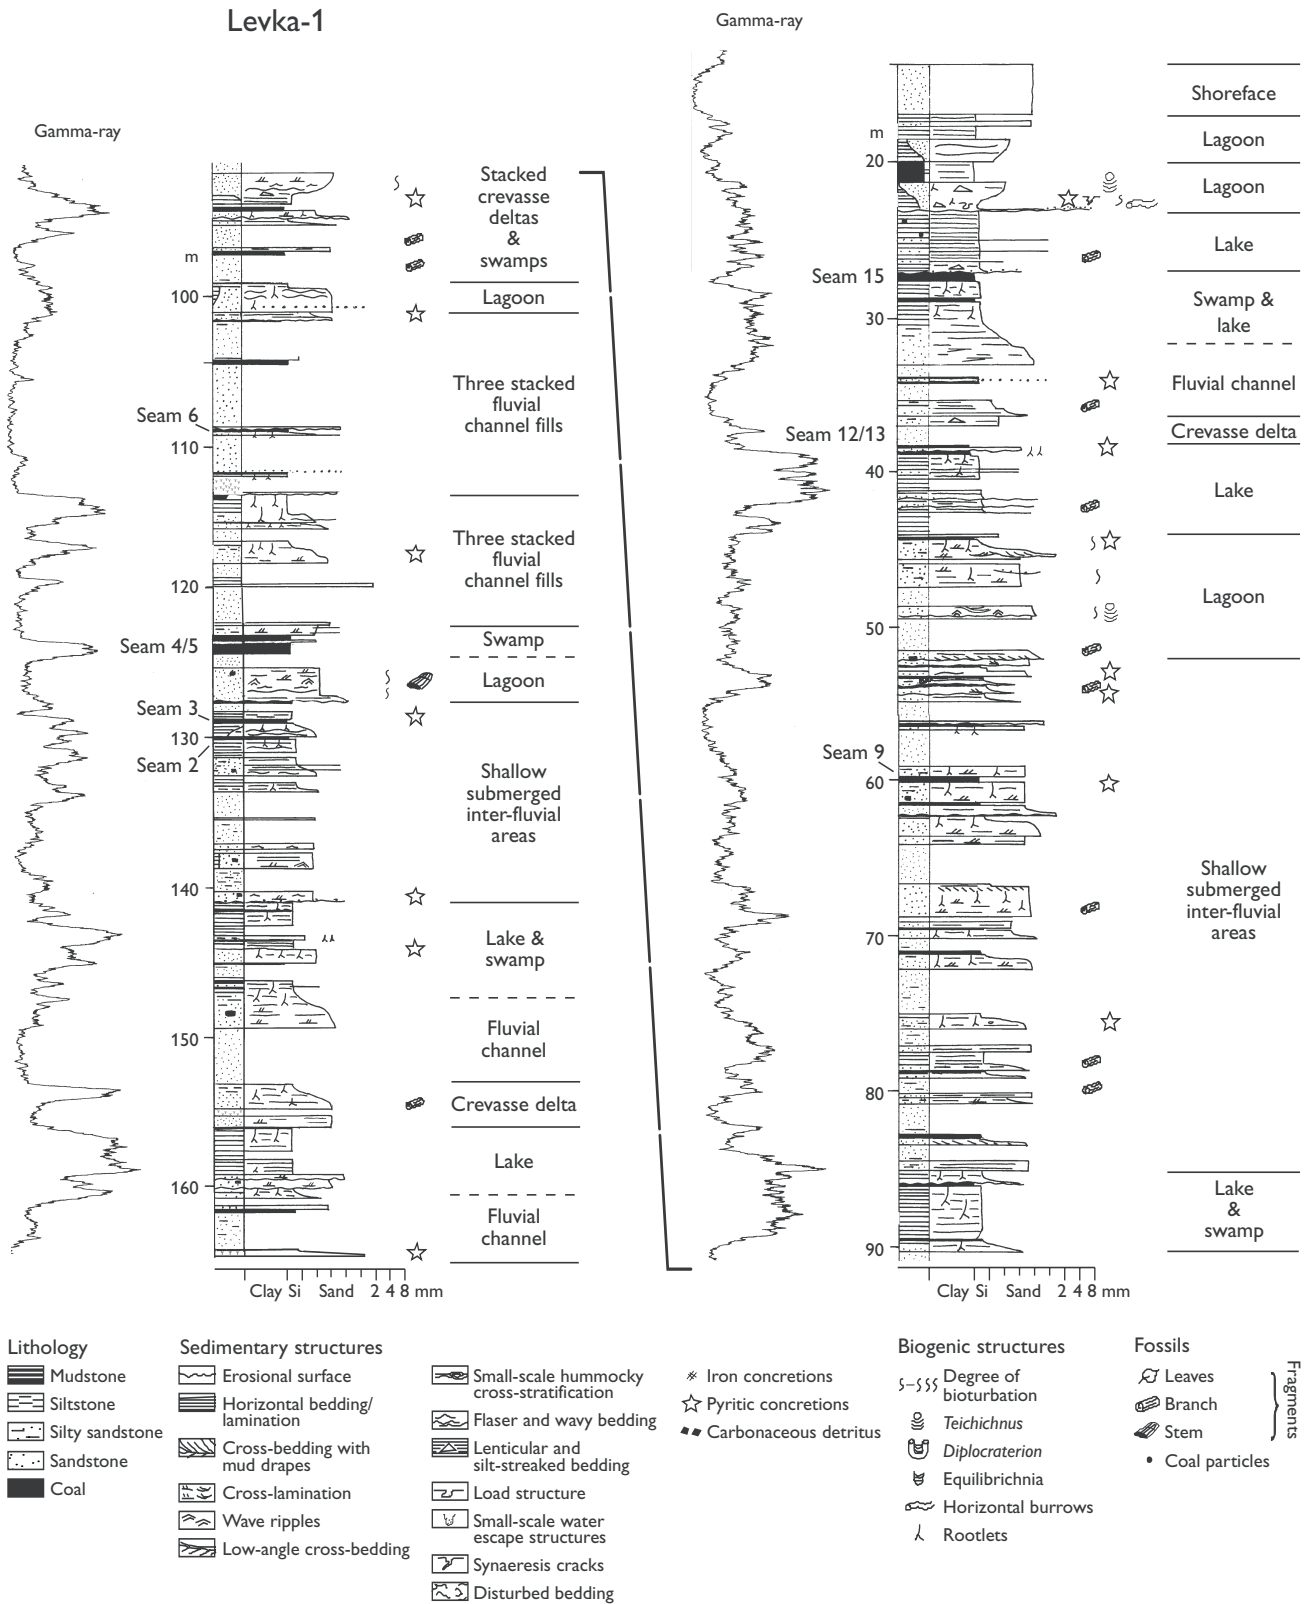 Levka-1
Gamma-ray
m
100
110
120
130
140
150
160
Seam 6
Seam 4/5
Seam 3
Seam 2
Stacked
crevasse
deltas
&
swamps
Lagoon
Three stacked
fluvial
channel fills
Three stacked
fluvial
channel fills
Swamp
Lagoon
Shallow
submerged
inter-fluvial
areas
Lake &
swamp
Fluvial
channel
Crevasse delta
Lake
Fluvial
channel
Clay Si Sand 2 4 8 mm
Gamma-ray
m
20
30
40
50
60
70
80
90
Seam 15
Seam 12/13
Seam 9
Shoreface
Lagoon
Lagoon
Lake
Swamp &
lake
Fluvial channel
Crevasse delta
Lake
Lagoon
Shallow
submerged
inter-fluvial
areas
Lake
&
swamp
Clay Si Sand 2 4 8 mm
Lithology
Mudstone
Siltstone
Silty sandstone
Sandstone
Coal
Sedimentary structures
Erosional surface
Horizontal bedding/
lamination
Cross-bedding with
mud drapes
Cross-lamination
Wave ripples
Low-angle cross-bedding
Small-scale hummocky
cross-stratification
Flaser and wavy bedding
Lenticular and
silt-streaked bedding
Load structure
Small-scale water
escape structures
Synaeresis cracks
Disturbed bedding
Iron concretions
Pyritic concretions
Carbonaceous detritus
Biogenic structures
Degree of
bioturbation
Teichichnus
Diplocraterion
Equilibrichnia
Horizontal burrows
Rootlets
Fossils
Leaves
Branch
Stem
Coal particles
Fragments